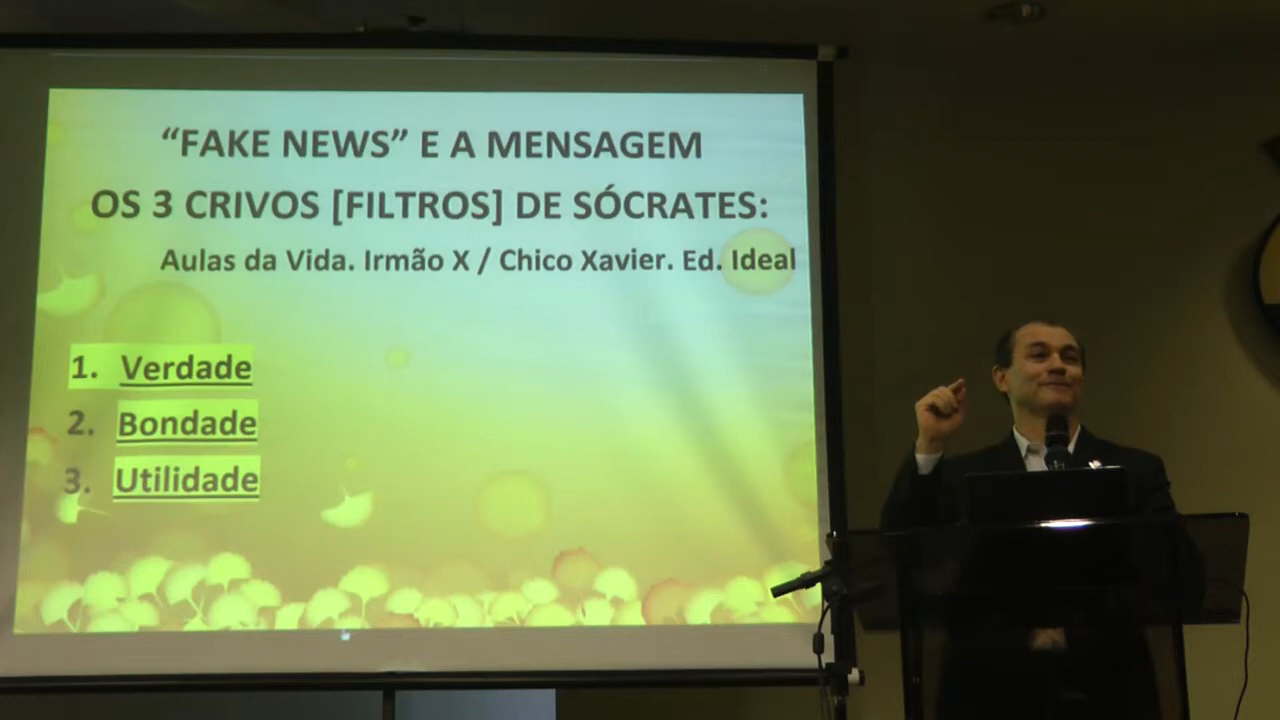 “FAKE NEWS” E A MENSAGEM
OS 3 CRIVOS [FILTROS] DE SÓCRATES:
Aulas da Vida. Irmão X / Chico Xavier. Ed. Ideal
1. Verdade
2. Bondade
3. Utilidade